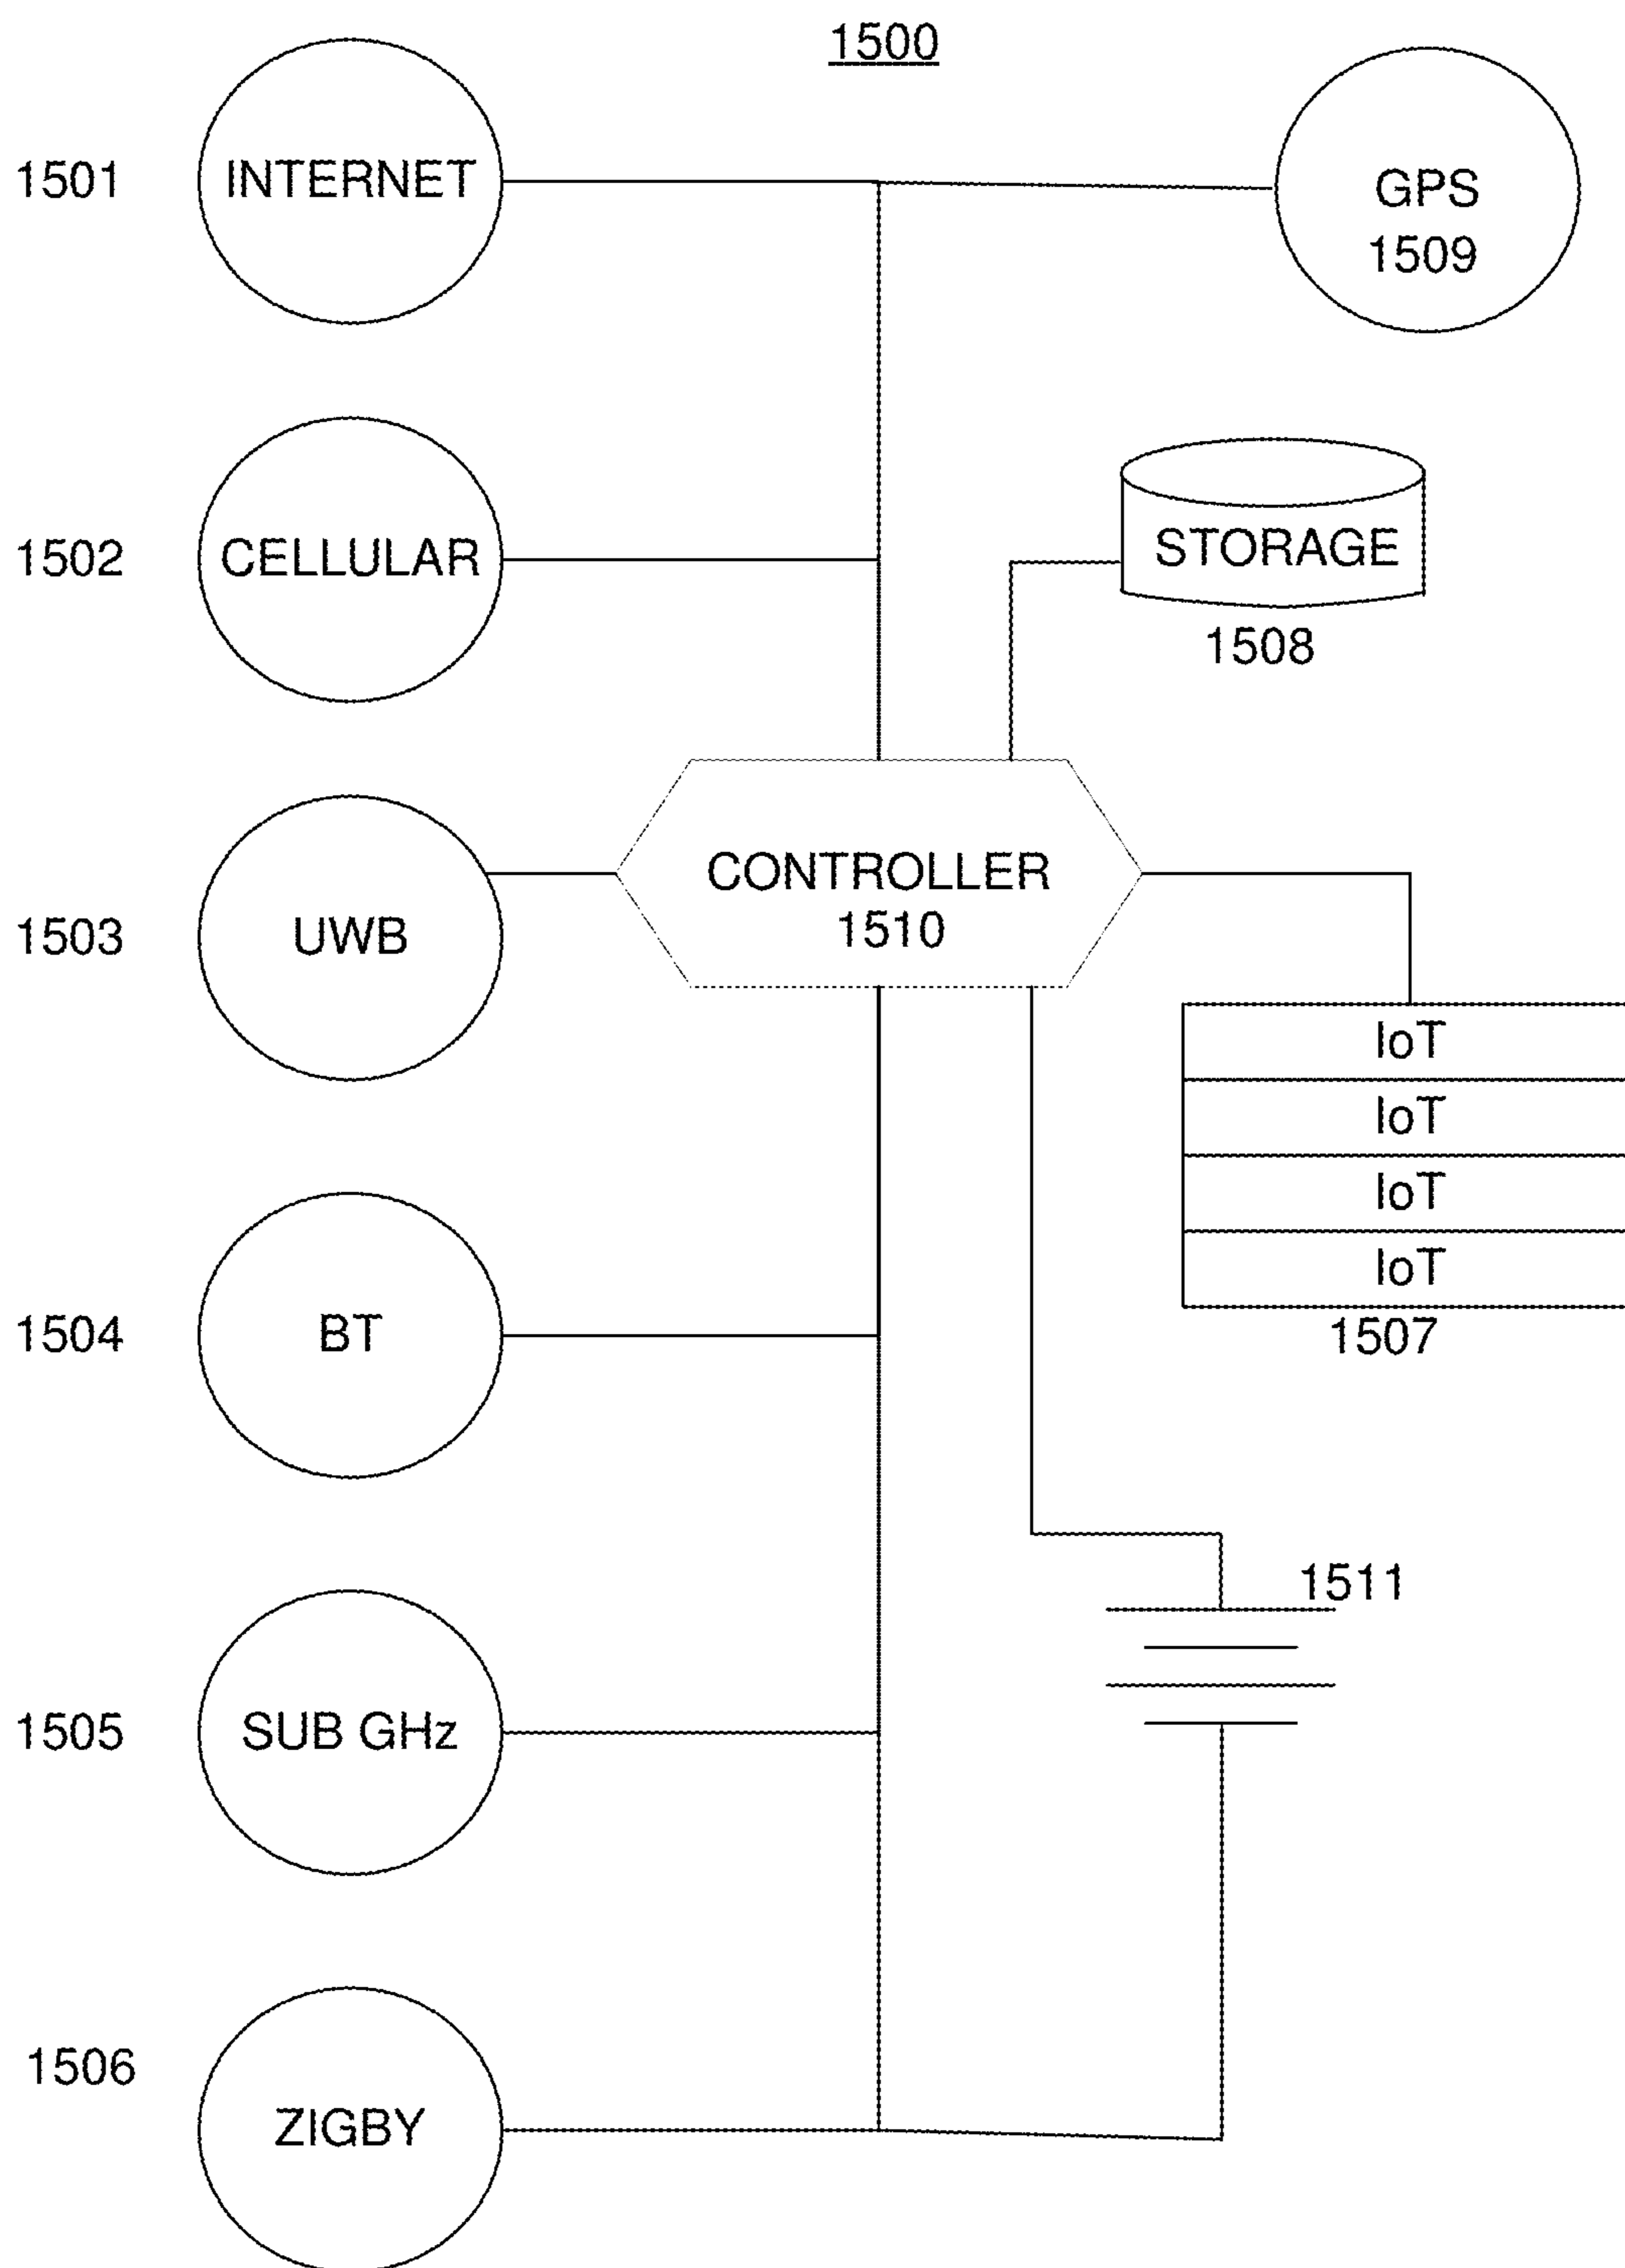 1500
1501
INTERNET
GPS
1509
1502
CELLULAR
STORAGE
1508
1503
UWB
CONTROLLER
1510
IoT
IoT
IoT
IoT
1507
1504
BT
1511
1505
SUB GHz
1506
ZIGBY